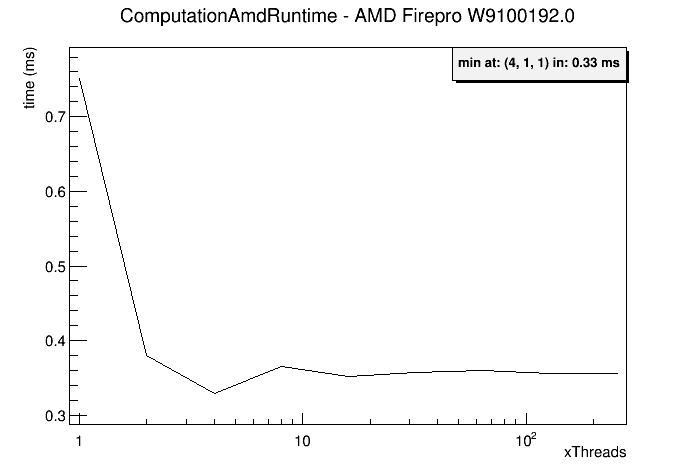 ComputationAmdRuntime - AMD Firepro W9100192.0
time (ms)
min at: (4, 1, 1) in: 0.33 ms
0.7
0.6
0.5
0.4
0.3
1
10
10²
xThreads